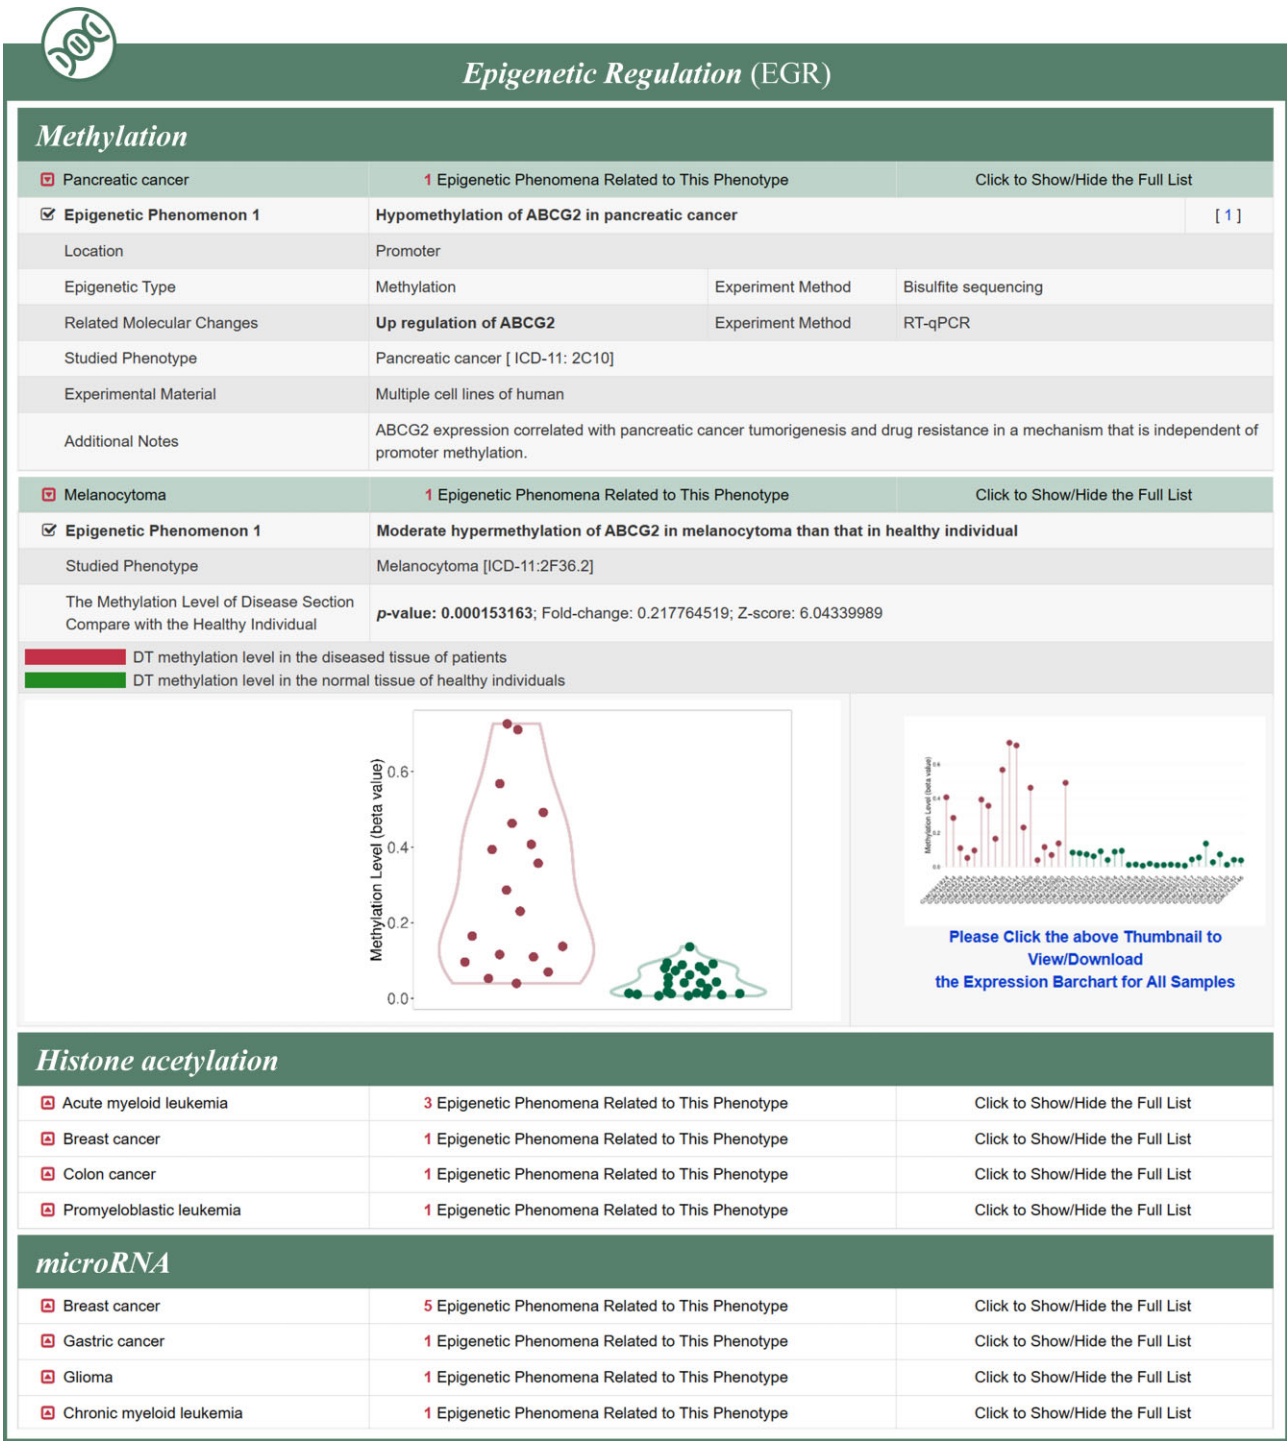 Epigenetic Regulation (EGR)
Methylation
Pancreatic cancer 1 Epigenetic Phenomena Related to This Phenotype Click to Show/Hide the Full List
Epigenetic Phenomenon 1 Hypomethylation of ABCG2 in pancreatic cancer [ 1 ]
Location Promoter
Epigenetic Type Methylation Experiment Method Bisulfite sequencing
Related Molecular Changes Up regulation of ABCG2 Experiment Method RT-qPCR
Studied Phenotype Pancreatic cancer [ ICD-11: 2C10]
Experimental Material Multiple cell lines of human
Additional Notes ABCG2 expression correlated with pancreatic cancer tumorigenesis and drug resistance in a mechanism that is independent of
promoter methylation.
Melanocytoma 1 Epigenetic Phenomena Related to This Phenotype Click to Show/Hide the Full List
Epigenetic Phenomenon 1 Moderate hypermethylation of ABCG2 in melanocytoma than that in healthy individual
Studied Phenotype Melanocytoma [ICD-11:2F36.2]
The Methylation Level of Disease Section
Compare with the Healthy Individual
p-value: 0.000153163; Fold-change: 0.217764519; Z-score: 6.04339989
DT methylation level in the diseased tissue of patients
DT methylation level in the normal tissue of healthy individuals
Methylation Level (beta value)
0.6
0.4
0.2
0.0
Methylation Level (beta value)
0.6
0.4
0.2
0.0
Please Click the above Thumbnail to
View/Download
the Expression Barchart for All Samples
Histone acetylation
Acute myeloid leukemia 3 Epigenetic Phenomena Related to This Phenotype Click to Show/Hide the Full List
Breast cancer 1 Epigenetic Phenomena Related to This Phenotype Click to Show/Hide the Full List
Colon cancer 1 Epigenetic Phenomena Related to This Phenotype Click to Show/Hide the Full List
Promyeloblastic leukemia 1 Epigenetic Phenomena Related to This Phenotype Click to Show/Hide the Full List
microRNA
Breast cancer 5 Epigenetic Phenomena Related to This Phenotype Click to Show/Hide the Full List
Gastric cancer 1 Epigenetic Phenomena Related to This Phenotype Click to Show/Hide the Full List
Glioma 1 Epigenetic Phenomena Related to This Phenotype Click to Show/Hide the Full List
Chronic myeloid leukemia 1 Epigenetic Phenomena Related to This Phenotype Click to Show/Hide the Full List